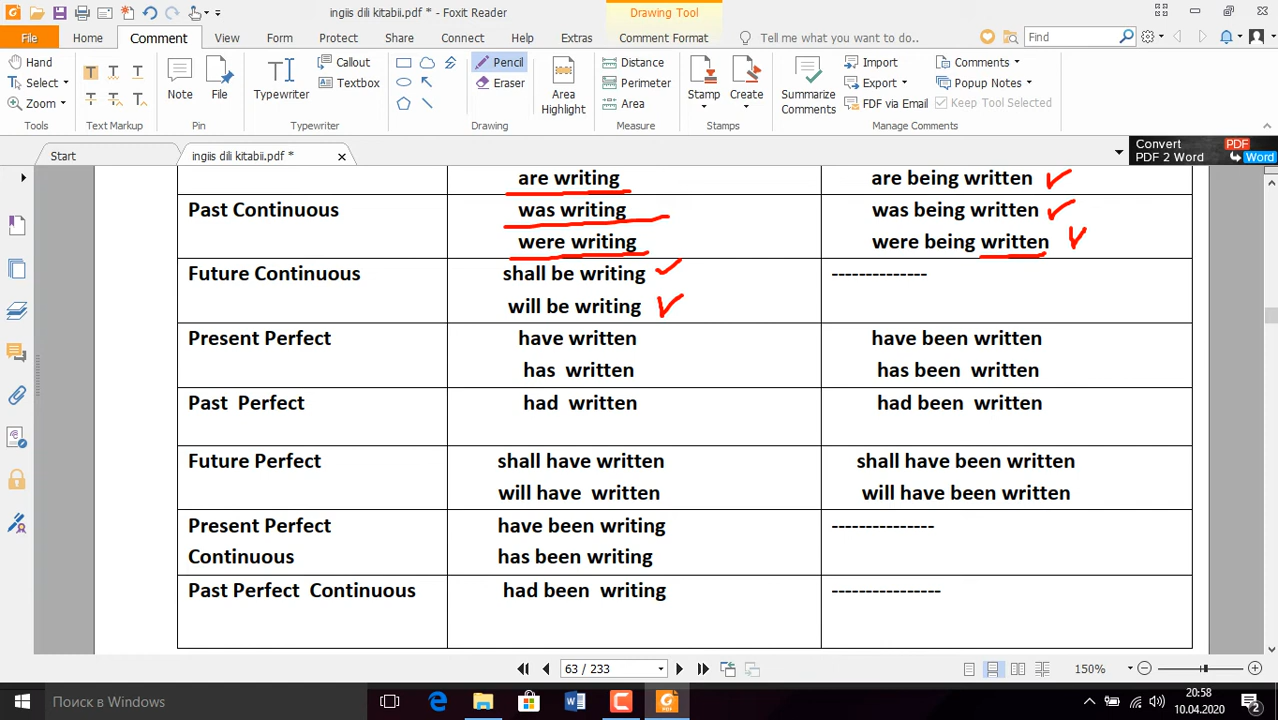 ingiis dili kitabii.pdf * - Foxit Reader
Drawing Tool
File
Home
Comment
View
Form
Protect
Share
Connect
Help
Extras
Comment Format
Tell me what you want to do..
Find
Hand
Select
Zoom
Tools
Text Markup
Note
File
Pin
Typewriter
Callout
Textbox
Typewriter
Pencil
Eraser
Drawing
Area
Highlight
Distance
Perimeter
Area
Measure
Stamp
Create
Stamps
Summarize
Comments
Import
Export
FDF via Email
Comments
Popup Notes
Keep Tool Selected
Manage Comments
Start
ingiis dili kitabii.pdf *
Convert
PDF 2 Word
PDF
Word
are writing
are being written
Past Continuous
was writing
was being written
were writing
were being written
Future Continuous
shall be writing
--------------
will be writing
Present Perfect
have written
have been written
has written
has been written
Past Perfect
had written
had been written
Future Perfect
shall have written
shall have been written
will have written
will have been written
Present Perfect
have been writing
---------------
Continuous
has been writing
Past Perfect Continuous
had been writing
----------------
63 / 233
150%
Поиск в Windows
20:58
10.04.2020
2